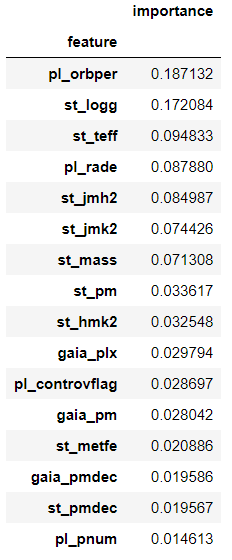 importance
feature
pl_orbper 0.187132
st_logg 0.172084
st_teff 0.094833
pl_rade 0.087880
st_jmh2 0.084987
st_jmk2 0.074426
st_mass 0.071308
st_pm 0.033617
st_hmk2 0.032548
gaia_plx 0.029794
pl_controvflag 0.028697
gaia_pm 0.028042
st_metfe 0.020886
gaia_pmdec 0.019586
st_pmdec 0.019567
pl_pnum 0.014613